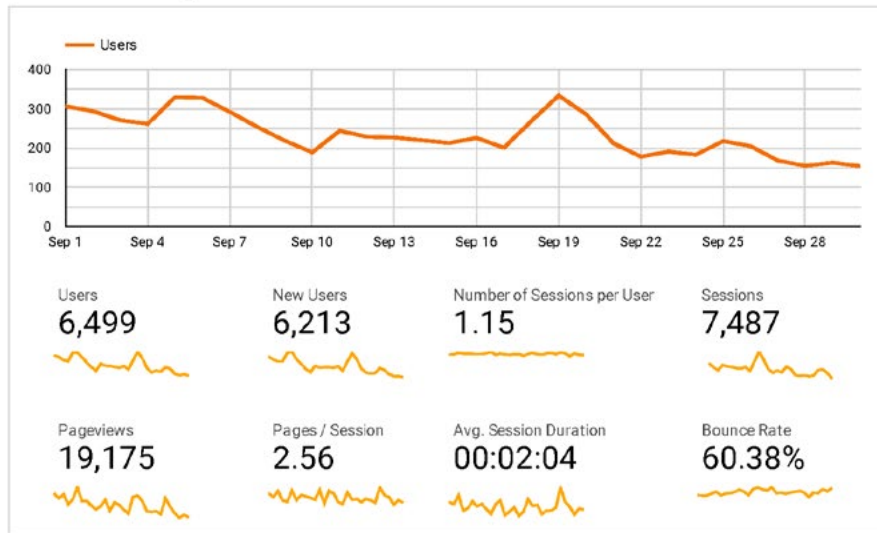 Users
400
300
200
100
0
Sep 1 Sep 4 Sep 7 Sep 10 Sep 13 Sep 16 Sep 19 Sep 22 Sep 25 Sep 28
Users New Users Number of Sessions per User Sessions
6,499 6,213 1.15 7,487
Pageviews Pages / Session Avg. Session Duration Bounce Rate
19,175 2.56 00:02:04 60.38%